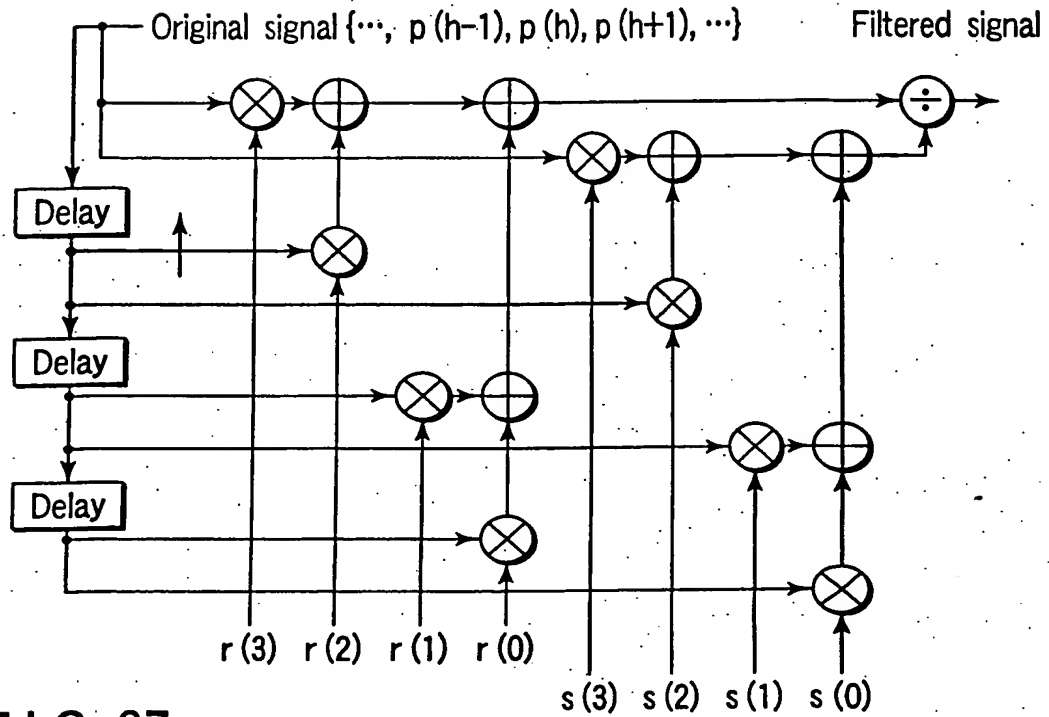 Original signal {···, p (h-1), p (h), p (h+1), ···} Filtered signal
Delay
Delay
Delay
r (3) r (2) r (1) r (0)
s (3) s (2) s (1) s (0)